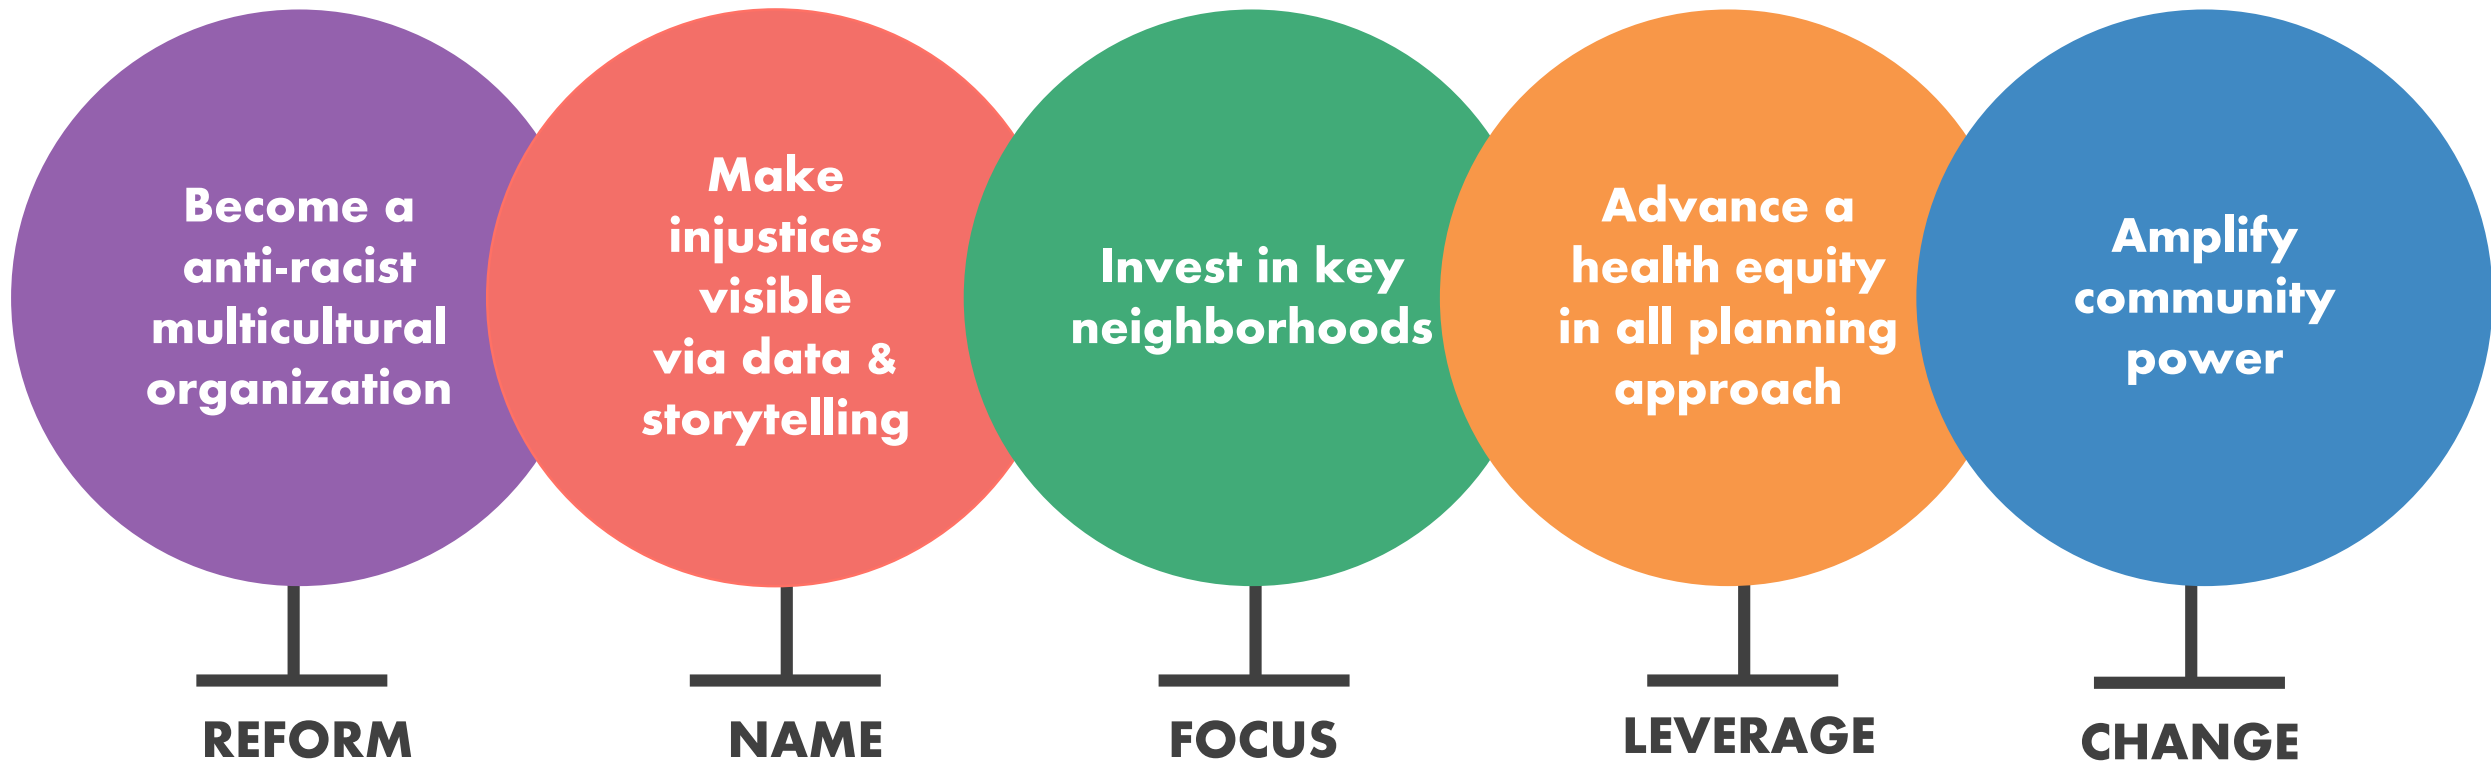 Become a
anti-racist
multicultural
organization
Make
injustices
visible
via data &
storytelling
Invest in key
neighborhoods
Advance a
health equity
in all planning
approach
Amplify
community
power
REFORM
NAME
FOCUS
LEVERAGE
CHANGE